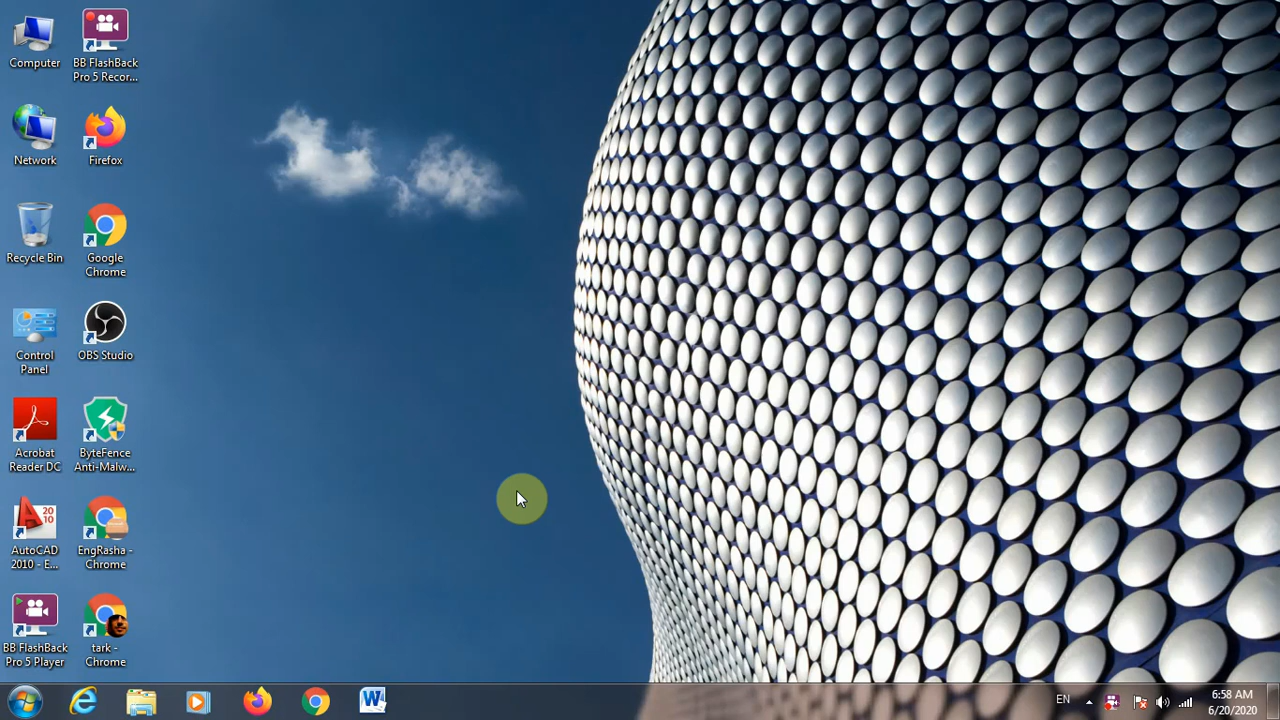 Computer
BB FlashBack
Pro 5 Recor...
Network
Firefox
Recycle Bin
Google
Chrome
Control
Panel
OBS Studio
Acrobat
Reader DC
ByteFence
Anti-Malw...
20
10
AutoCAD
2010 - E...
EngRasha -
Chrome
BB FlashBack
Pro 5 Player
tark -
Chrome
W
EN
6:58 AM
6/20/2020